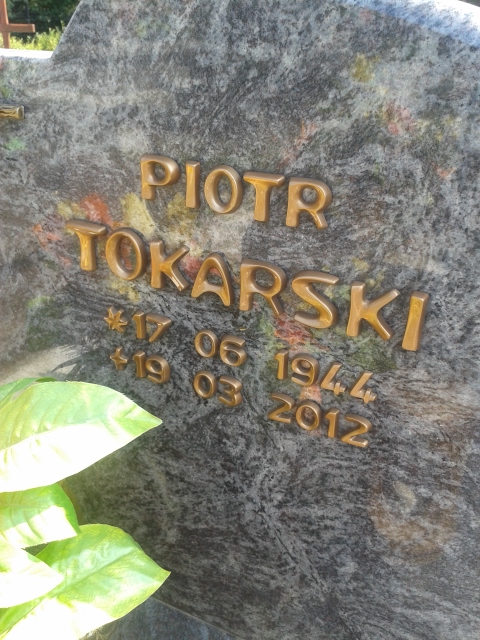 PIOTR
TOKARSKI
*17 06 1944
+19 03 2012